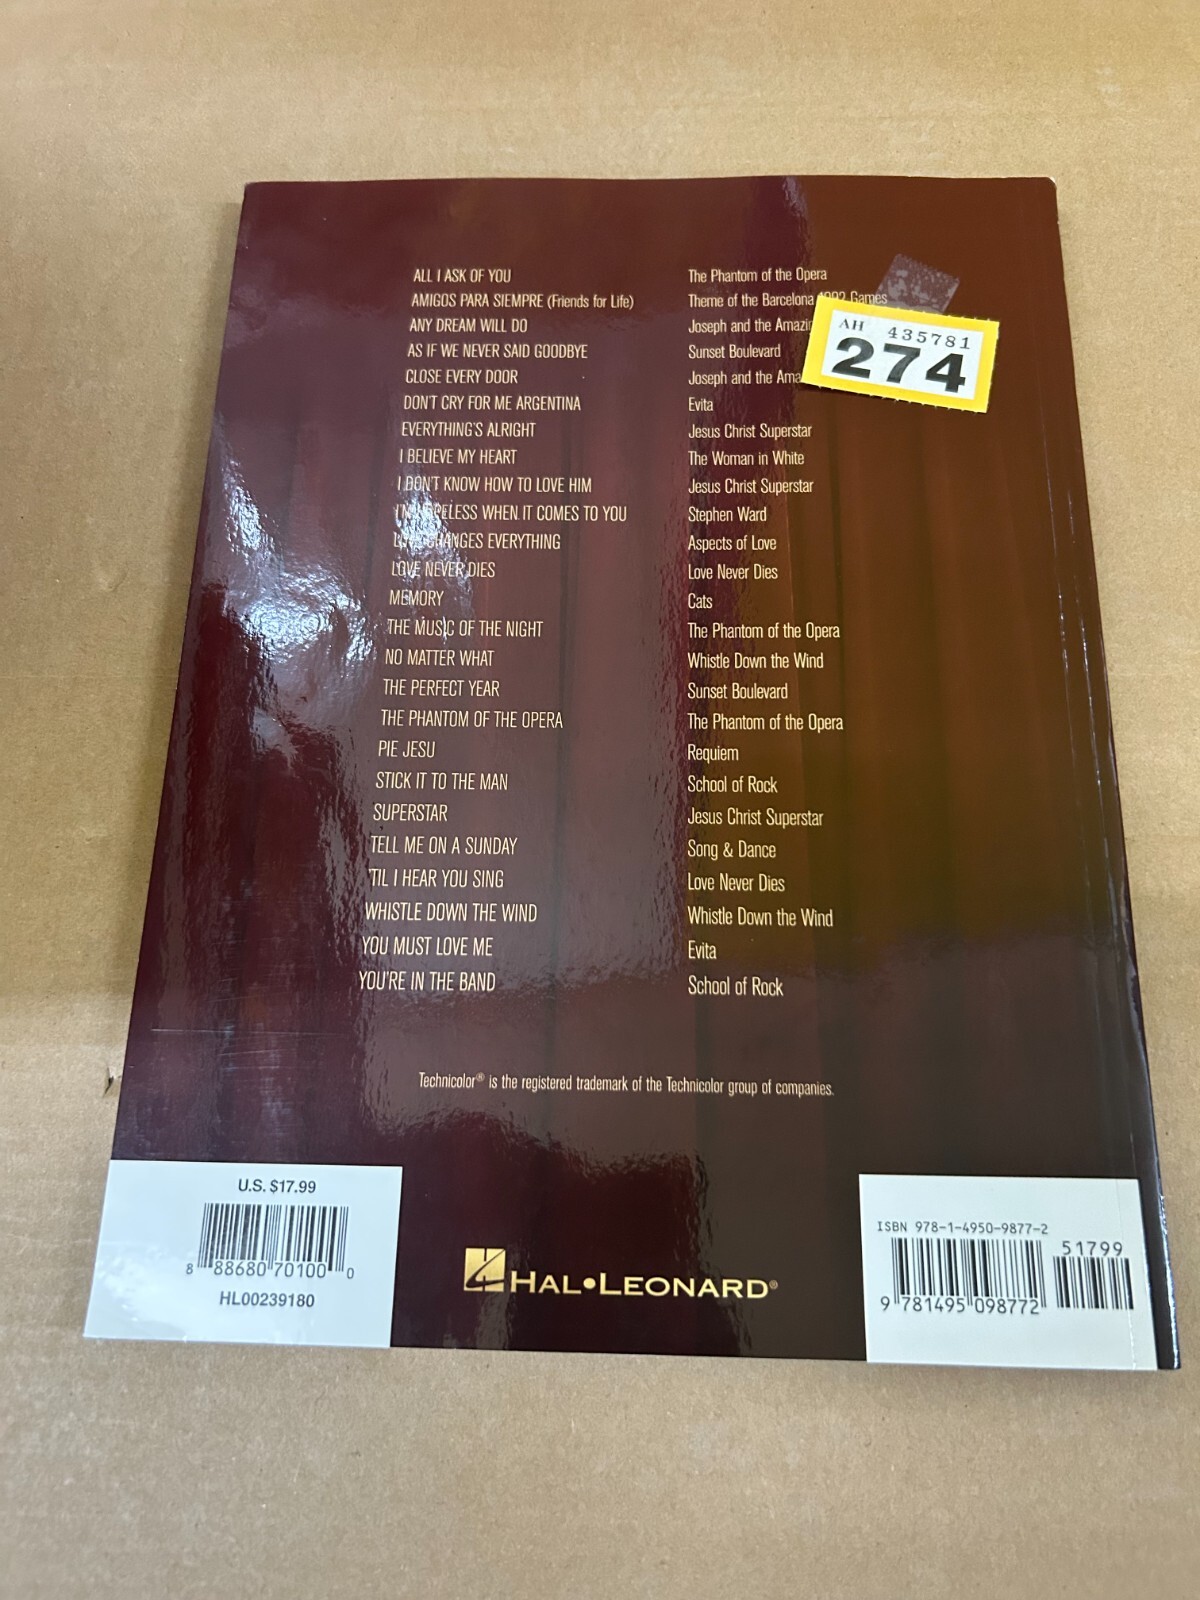 ALL I ASK OF YOU The Phantom of the Opera
AMIGOS PARA SIEMPRE (Friends for Life) Theme of the Barcelona 1992 Games
ANY DREAM WILL DO Joseph and the
AH 435781
274
AS IF WE NEVER SAID GOODBYE Sunset Boulevard
CLOSE EVERY DOOR Joseph and the
DON'T CRY FOR ME ARGENTINA Evita
EVERYTHING'S ALRIGHT Jesus Christ Superstar
I BELIEVE MY HEART The Woman in White
I DON'T KNOW HOW TO LOVE HIM Jesus Christ Superstar
I'M HOPELESS WHEN IT COMES TO YOU Stephen Ward
LOVE CHANGES EVERYTHING Aspects of Love
LOVE NEVER DIES Love Never Dies
MEMORY Cats
THE MUSIC OF THE NIGHT The Phantom of the Opera
NO MATTER WHAT Whistle Down the Wind
THE PERFECT YEAR Sunset Boulevard
THE PHANTOM OF THE OPERA The Phantom of the Opera
PIE JESU Requiem
STICK IT TO THE MAN School of Rock
SUPERSTAR Jesus Christ Superstar
TELL ME ON A SUNDAY Song & Dance
'TIL I HEAR YOU SING Love Never Dies
WHISTLE DOWN THE WIND Whistle Down the Wind
YOU MUST LOVE ME Evita
YOU'RE IN THE BAND School of Rock
Technicolor® is the registered trademark of the Technicolor group of companies.
U.S. $17.99
8 88680 70100 0
HL00239180
HAL•LEONARD®
ISBN 978-1-4950-9877-2
51799
9 781495 098772